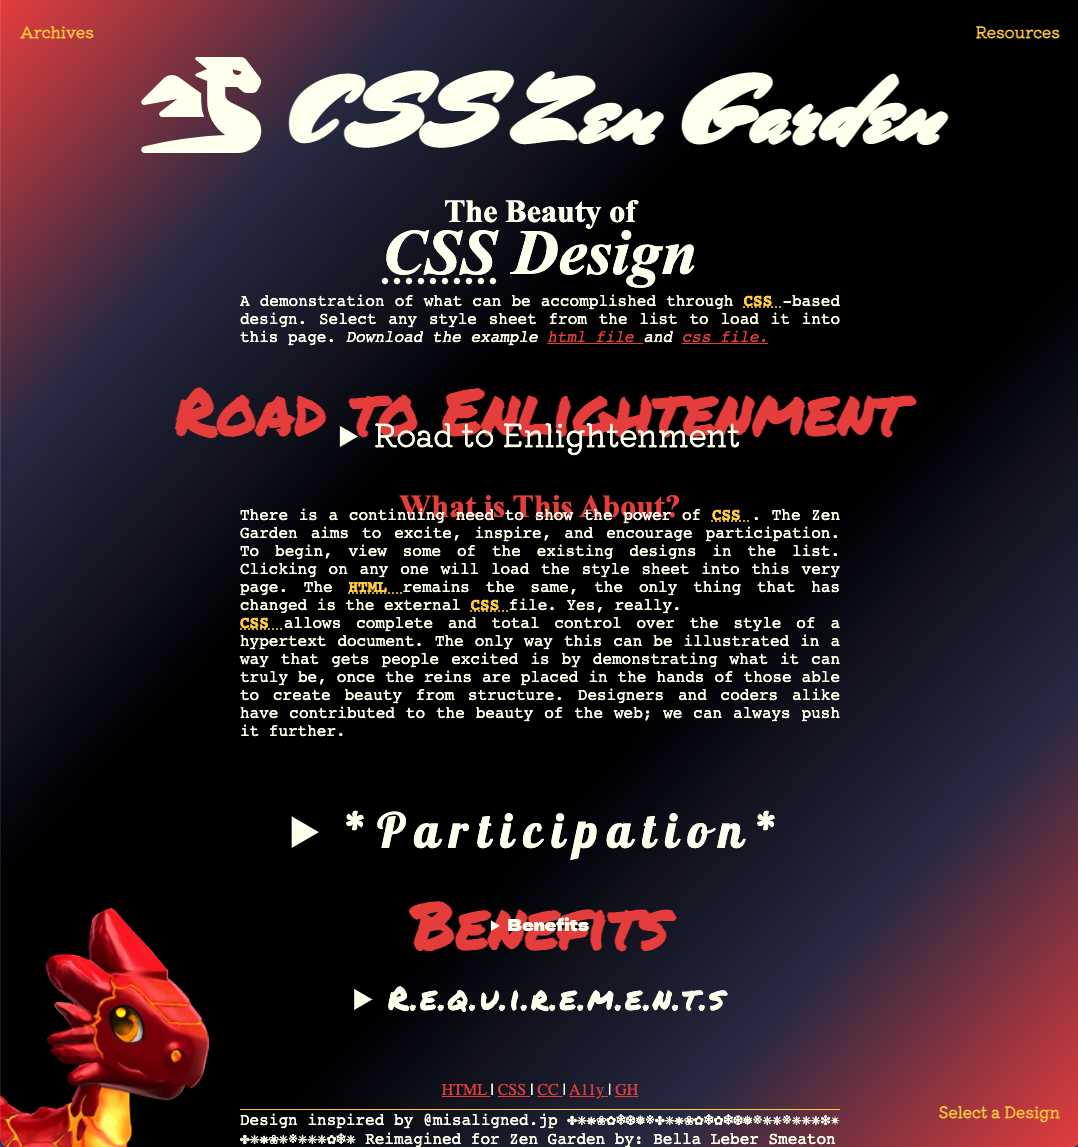 Archives
Resources
CSS Zen Garden
The Beauty of
CSS Design
A demonstration of what can be accomplished through CSS -based
design. Select any style sheet from the list to load it into
this page. Download the example html file and css file.
Road to Enlightenment
▶ Road to Enlightenment
What is This About?
There is a continuing need to show the power of CSS . The Zen
Garden aims to excite, inspire, and encourage participation.
To begin, view some of the existing designs in the list.
Clicking on any one will load the style sheet into this very
page. The HTML remains the same, the only thing that has
changed is the external CSS file. Yes, really.
CSS allows complete and total control over the style of a
hypertext document. The only way this can be illustrated in a
way that gets people excited is by demonstrating what it can
truly be, once the reins are placed in the hands of those able
to create beauty from structure. Designers and coders alike
have contributed to the beauty of the web; we can always push
it further.
▶ *Participation*
Benefits
▶ Benefits
▶ R.e.q.u.i.r.e.m.e.n.t.s
HTML | CSS | CC | A11y | GH
Design inspired by @misaligned.jp
Reimagined for Zen Garden by: Bella Leber Smeaton
Select a Design